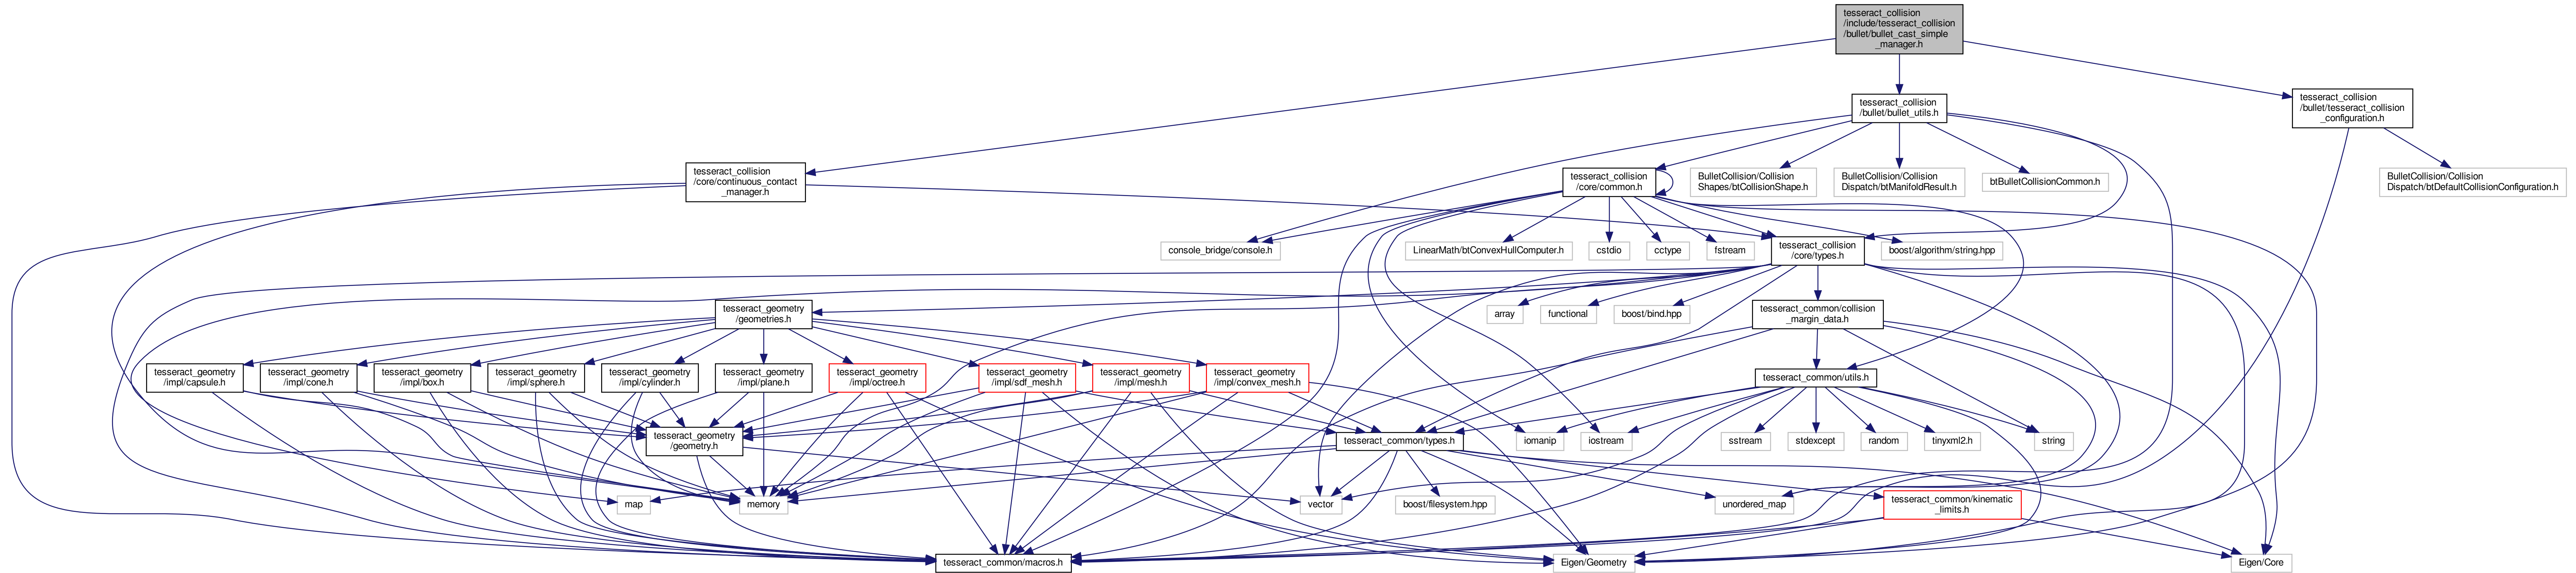 tesseract_collision
/include/tesseract_collision
/bullet/bullet_cast_simple
_manager.h
tesseract_collision
/bullet/bullet_utils.h
tesseract_collision
/bullet/tesseract_collision
_configuration.h
tesseract_collision
/core/continuous_contact
_manager.h
tesseract_collision
/core/common.h
BulletCollision/Collision
Shapes/btCollisionShape.h
BulletCollision/Collision
Dispatch/btManifoldResult.h
btBulletCollisionCommon.h
BulletCollision/Collision
Dispatch/btDefaultCollisionConfiguration.h
console_bridge/console.h
LinearMath/btConvexHullComputer.h
cstdio
cctype
fstream
tesseract_collision
/core/types.h
boost/algorithm/string.hpp
tesseract_geometry
/geometries.h
array
functional
boost/bind.hpp
tesseract_common/collision
_margin_data.h
tesseract_geometry
/impl/capsule.h
tesseract_geometry
/impl/cone.h
tesseract_geometry
/impl/box.h
tesseract_geometry
/impl/sphere.h
tesseract_geometry
/impl/cylinder.h
tesseract_geometry
/impl/plane.h
tesseract_geometry
/impl/octree.h
tesseract_geometry
/impl/sdf_mesh.h
tesseract_geometry
/impl/mesh.h
tesseract_geometry
/impl/convex_mesh.h
tesseract_common/utils.h
tesseract_geometry
/geometry.h
tesseract_common/types.h
iomanip
iostream
sstream
stdexcept
random
tinyxml2.h
string
map
memory
vector
boost/filesystem.hpp
unordered_map
tesseract_common/kinematic
_limits.h
tesseract_common/macros.h
Eigen/Geometry
Eigen/Core